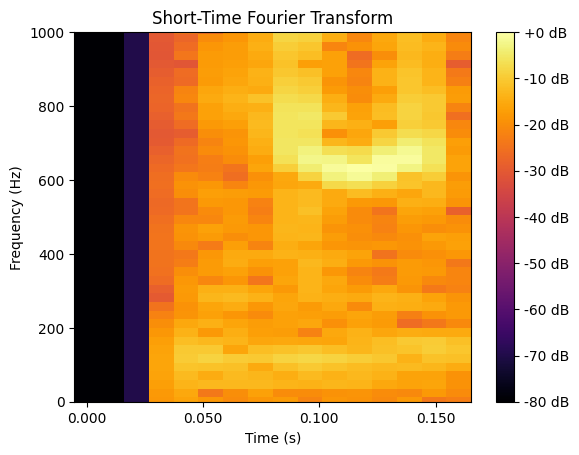 Short-Time Fourier Transform
1000
800
600
400
200
0
Frequency (Hz)
0.000
0.050
0.100
0.150
Time (s)
+0 dB
-10 dB
-20 dB
-30 dB
-40 dB
-50 dB
-60 dB
-70 dB
-80 dB